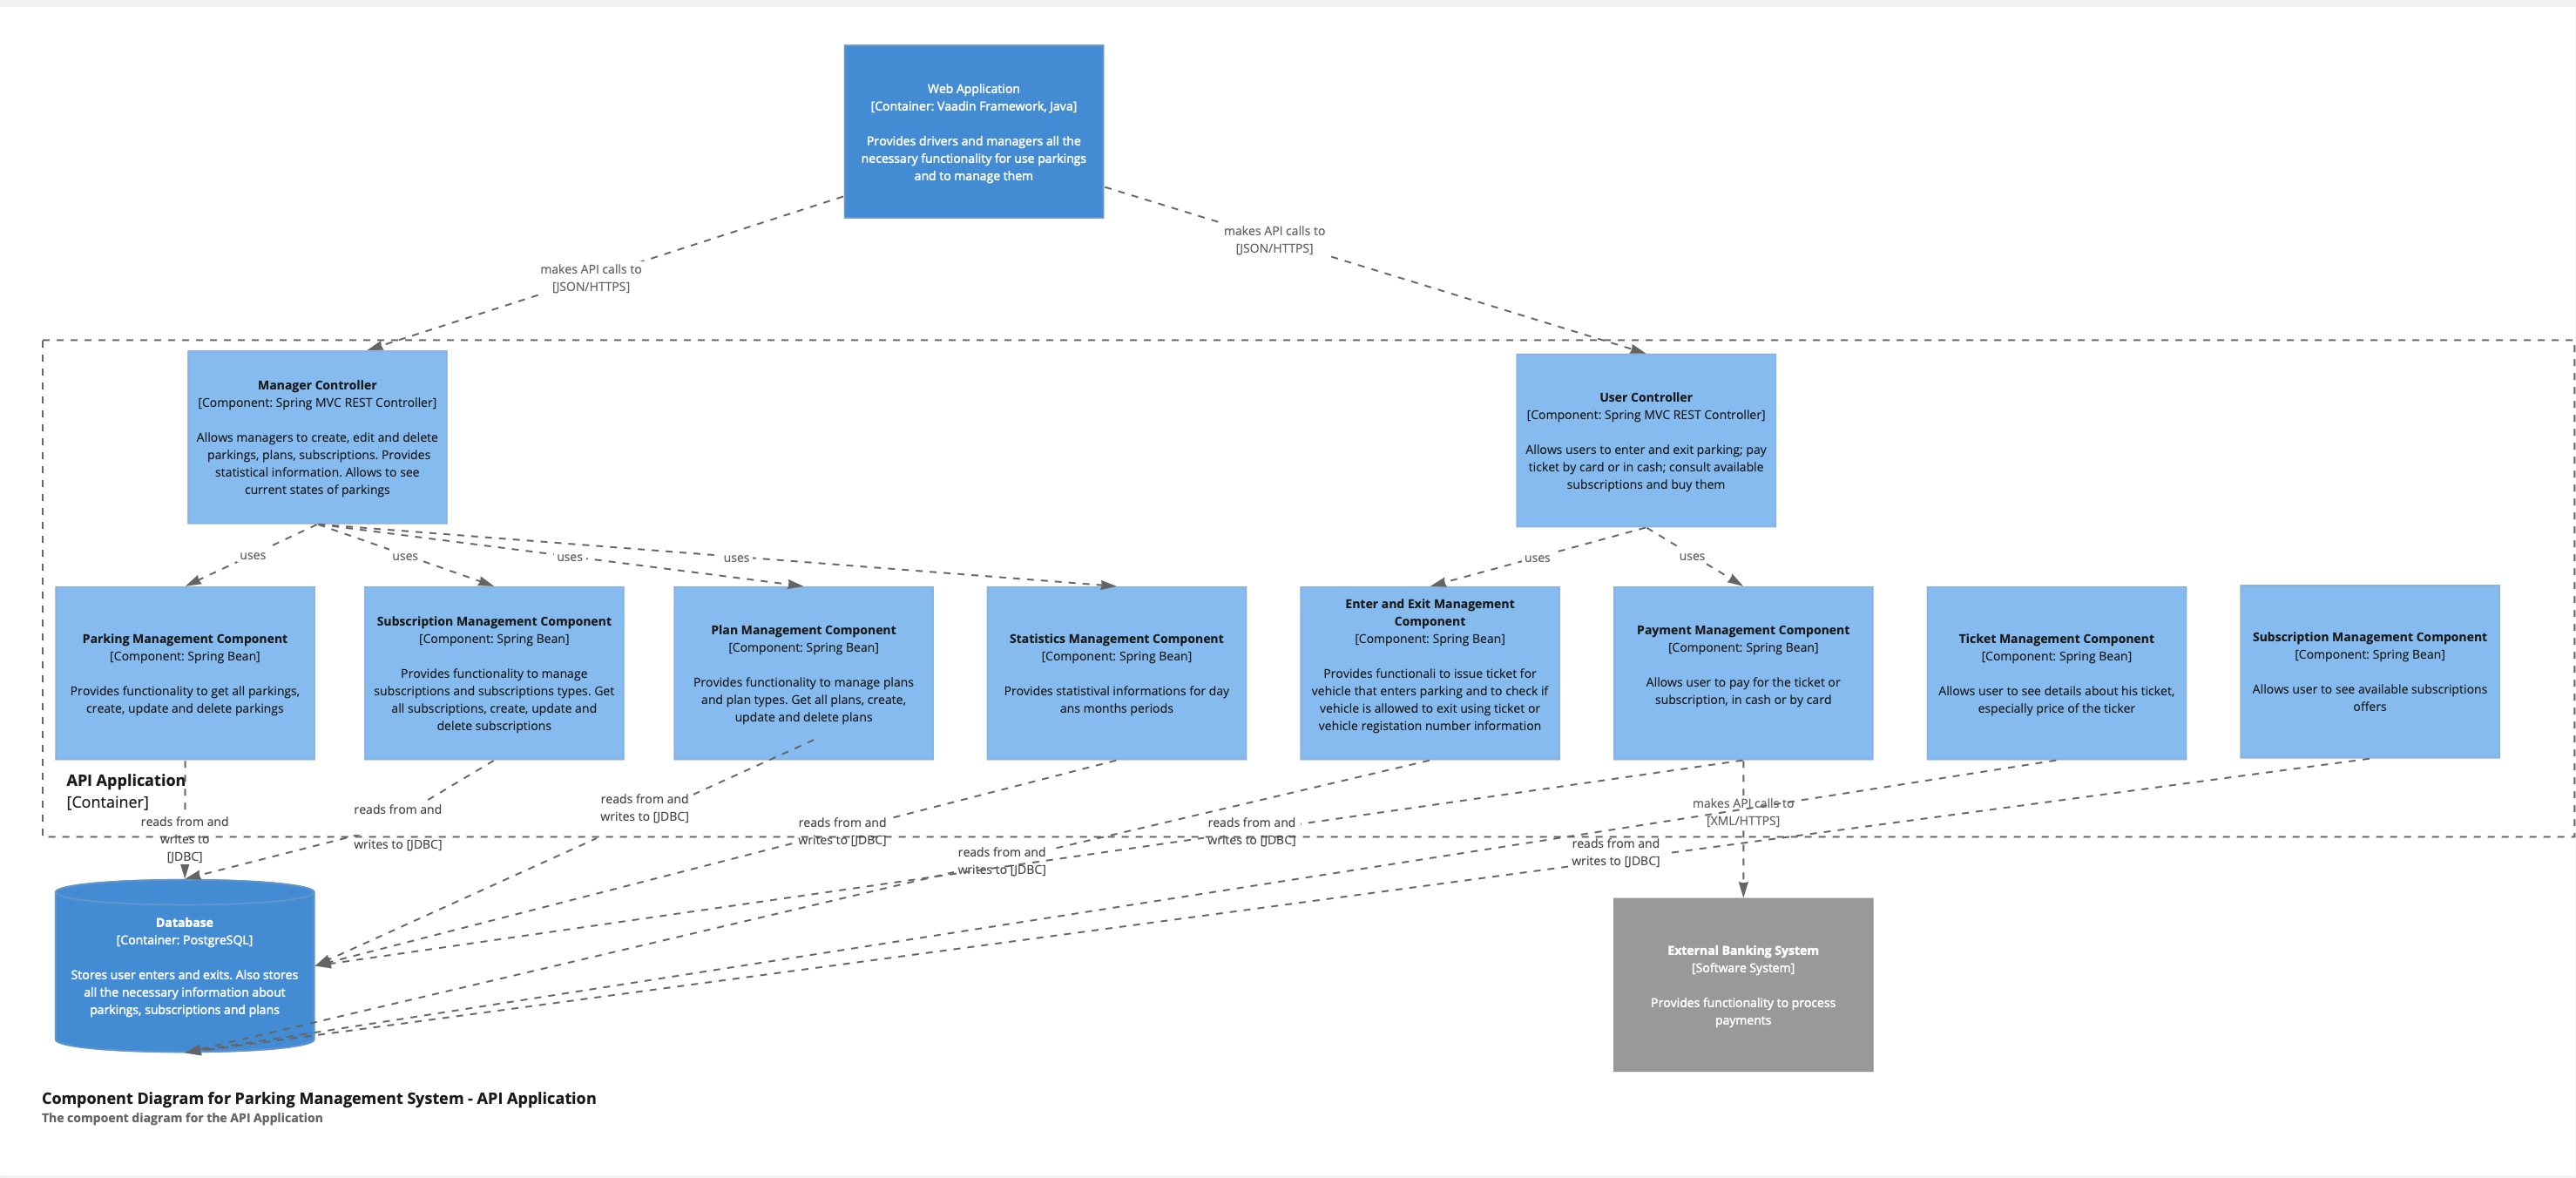 Web Application
[Container: Vaadin Framework, Java]
Provides drivers and managers all the
necessary functionality for use parkings
and to manage them
makes API calls to
[JSON/HTTPS]
makes API calls to
[JSON/HTTPS]
Manager Controller
[Component: Spring MVC REST Controller]
Allows managers to create, edit and delete
parkings, plans, subscriptions. Provides
statistical information. Allows to see
current states of parkings
User Controller
[Component: Spring MVC REST Controller]
Allows users to enter and exit parking; pay
ticket by card or in cash; consult available
subscriptions and buy them
uses
uses
uses
uses
uses
uses
Parking Management Component
[Component: Spring Bean]
Provides functionality to get all parkings,
create, update and delete parkings
Subscription Management Component
[Component: Spring Bean]
Provides functionality to manage
subscriptions and subscriptions types. Get
all subscriptions, create, update and
delete subscriptions
Plan Management Component
[Component: Spring Bean]
Provides functionality to manage plans
and plan types. Get all plans, create,
update and delete plans
Statistics Management Component
[Component: Spring Bean]
Provides statistival informations for day
ans months periods
Enter and Exit Management
Component
[Component: Spring Bean]
Provides functionali to issue ticket for
vehicle that enters parking and to check if
vehicle is allowed to exit using ticket or
vehicle registation number information
Payment Management Component
[Component: Spring Bean]
Allows user to pay for the ticket or
subscription, in cash or by card
Ticket Management Component
[Component: Spring Bean]
Allows user to see details about his ticket,
especially price of the ticker
Subscription Management Component
[Component: Spring Bean]
Allows user to see available subscriptions
offers
API Application
[Container]
reads from and
writes to
[JDBC]
reads from and
writes to [JDBC]
reads from and
writes to [JDBC]
reads from and
writes to [JDBC]
reads from and
writes to [JDBC]
reads from and
writes to [JDBC]
reads from and
writes to [JDBC]
makes API calls to
[XML/HTTPS]
Database
[Container: PostgreSQL]
Stores user enters and exits. Also stores
all the necessary information about
parkings, subscriptions and plans
External Banking System
[Software System]
Provides functionality to process
payments
Component Diagram for Parking Management System - API Application
The compoent diagram for the API Application